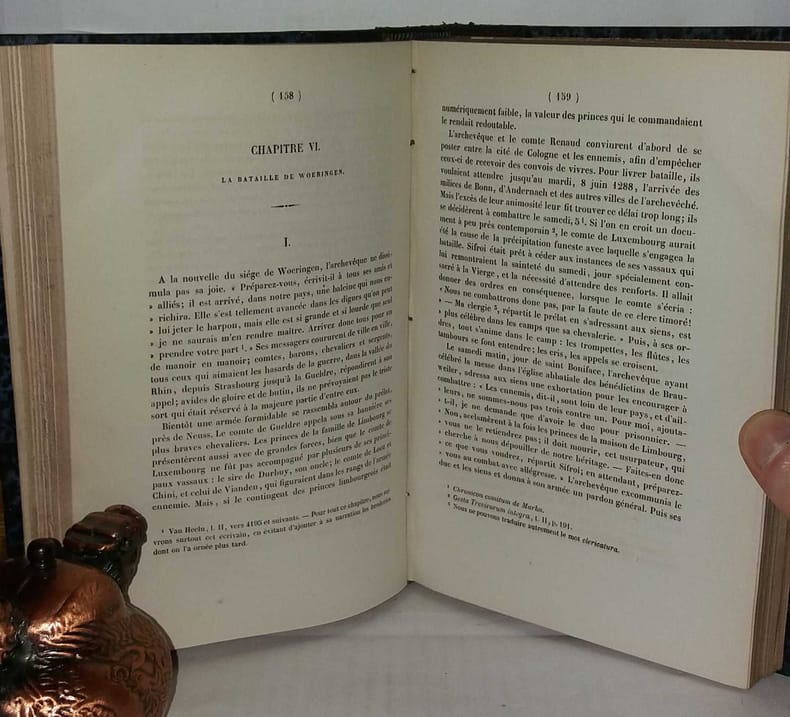 ( 158 )
CHAPITRE VI.
LA BATAILLE DE WOERINGEN.
I.
A la nouvelle du siége de Woeringen, l'archevêque ne dissi-
mula pas sa joie. « Préparez-vous, écrivit-il à tous ses amis et
» alliés; il est arrivé, dans notre pays, une baleine qui nous en-
» richira. Elle s'est tellement avancée dans les digues qu'on peut
» lui jeter le harpon, mais elle est si grande et si lourde que seul
» je ne saurais m'en rendre maître. Arrivez donc tous pour en
» prendre votre part ¹. » Ses messagers coururent de ville en ville,
de manoir en manoir; comtes, barons, chevaliers et sergents,
tous ceux qui aimaient les hasards de la guerre, dans la vallée du
Rhin, depuis Strasbourg jusqu'à la Gueldre, répondirent à son
appel; avides de gloire et de butin, ils ne prévoyaient pas le triste
sort qui était réservé à la majeure partie d'entre eux.
Bientôt une armée formidable se rassembla autour du prélat,
près de Neuss. Le comte de Gueldre appela sous sa bannière ses
plus braves chevaliers. Les princes de la famille de Limbourg se
présentèrent aussi avec de grandes forces, bien que le comte de
Luxembourg ne fût pas accompagné par plusieurs de ses princi-
paux vassaux : le sire de Durbuy, son oncle; le comte de Looz et
Chini, et celui de Vianden, qui figuraient dans les rangs de l'armée
ennemie. Mais, si le contingent des princes limbourgeois était
¹ Van Heelu, l. II, vers 4195 et suivants. — Pour tout ce chapitre, nous sui-
vrons surtout cet écrivain, en évitant d'ajouter à sa narration les broderies
dont on l'a ornée plus tard.
( 159 )
numériquement faible, la valeur des princes qui le commandaient
le rendait redoutable.
L'archevêque et le comte Renaud convinrent d'abord de se
poster entre la cité de Cologne et les ennemis, afin d'empêcher
ceux-ci de recevoir des convois de vivres. Pour livrer bataille, ils
voulaient attendre jusqu'au mardi, 8 juin 1288, l'arrivée des
milices de Bonn, d'Andernach et des autres villes de l'archevêché.
Mais l'excès de leur animosité leur fit trouver ce délai trop long; ils
se décidèrent à combattre le samedi, 5 ¹. Si l'on en croit un docu-
ment à peu près contemporain ², le comte de Luxembourg aurait
été la cause de la précipitation funeste avec laquelle s'engagea la
bataille. Sifroi était prêt à céder aux instances de ses vassaux qui
lui remontraient la sainteté du samedi, jour spécialement con-
sacré à la Vierge, et la nécessité d'attendre des renforts. Il allait
donner des ordres en conséquence, lorsque le comte s'écria :
« Nous ne combattrons donc pas, par la faute de ce clerc timoré!
» — Ma clergie ³, répartit le prélat en s'adressant aux siens, est
» plus célèbre dans les camps que sa chevalerie. » Puis, à ses or-
dres, tout s'anime dans le camp : les trompettes, les flûtes, les
tambours se font entendre; les cris, les appels se croisent.
Le samedi matin, jour de saint Boniface, l'archevêque ayant
célébré la messe dans l'église abbatiale des bénédictins de Brau-
weiler, adressa aux siens une exhortation pour les encourager à
combattre : « Les ennemis, dit-il, sont loin de leur pays, et d'ail-
» leurs, ne sommes-nous pas trois contre un. Pour moi, ajouta-
» t-il, je ne demande que d'avoir le duc pour prisonnier. —
» Non, acclamèrent à la fois les princes de la maison de Limbourg,
» vous ne le retiendrez pas; il doit mourir, cet usurpateur, qui
» cherche à nous dépouiller de notre héritage. — Faites-en donc
» ce que vous voudrez, répartit Sifroi; en attendant, préparez-
» vous au combat avec allégresse. » L'archevêque excommunia le
duc et les siens et donna à son armée un pardon général. Puis ses
¹ Chronicon comitum de Marka.
² Gesta Trevirorum integra, t. II, p. 191.
³ Nous ne pouvons traduire autrement le mot clericatura.